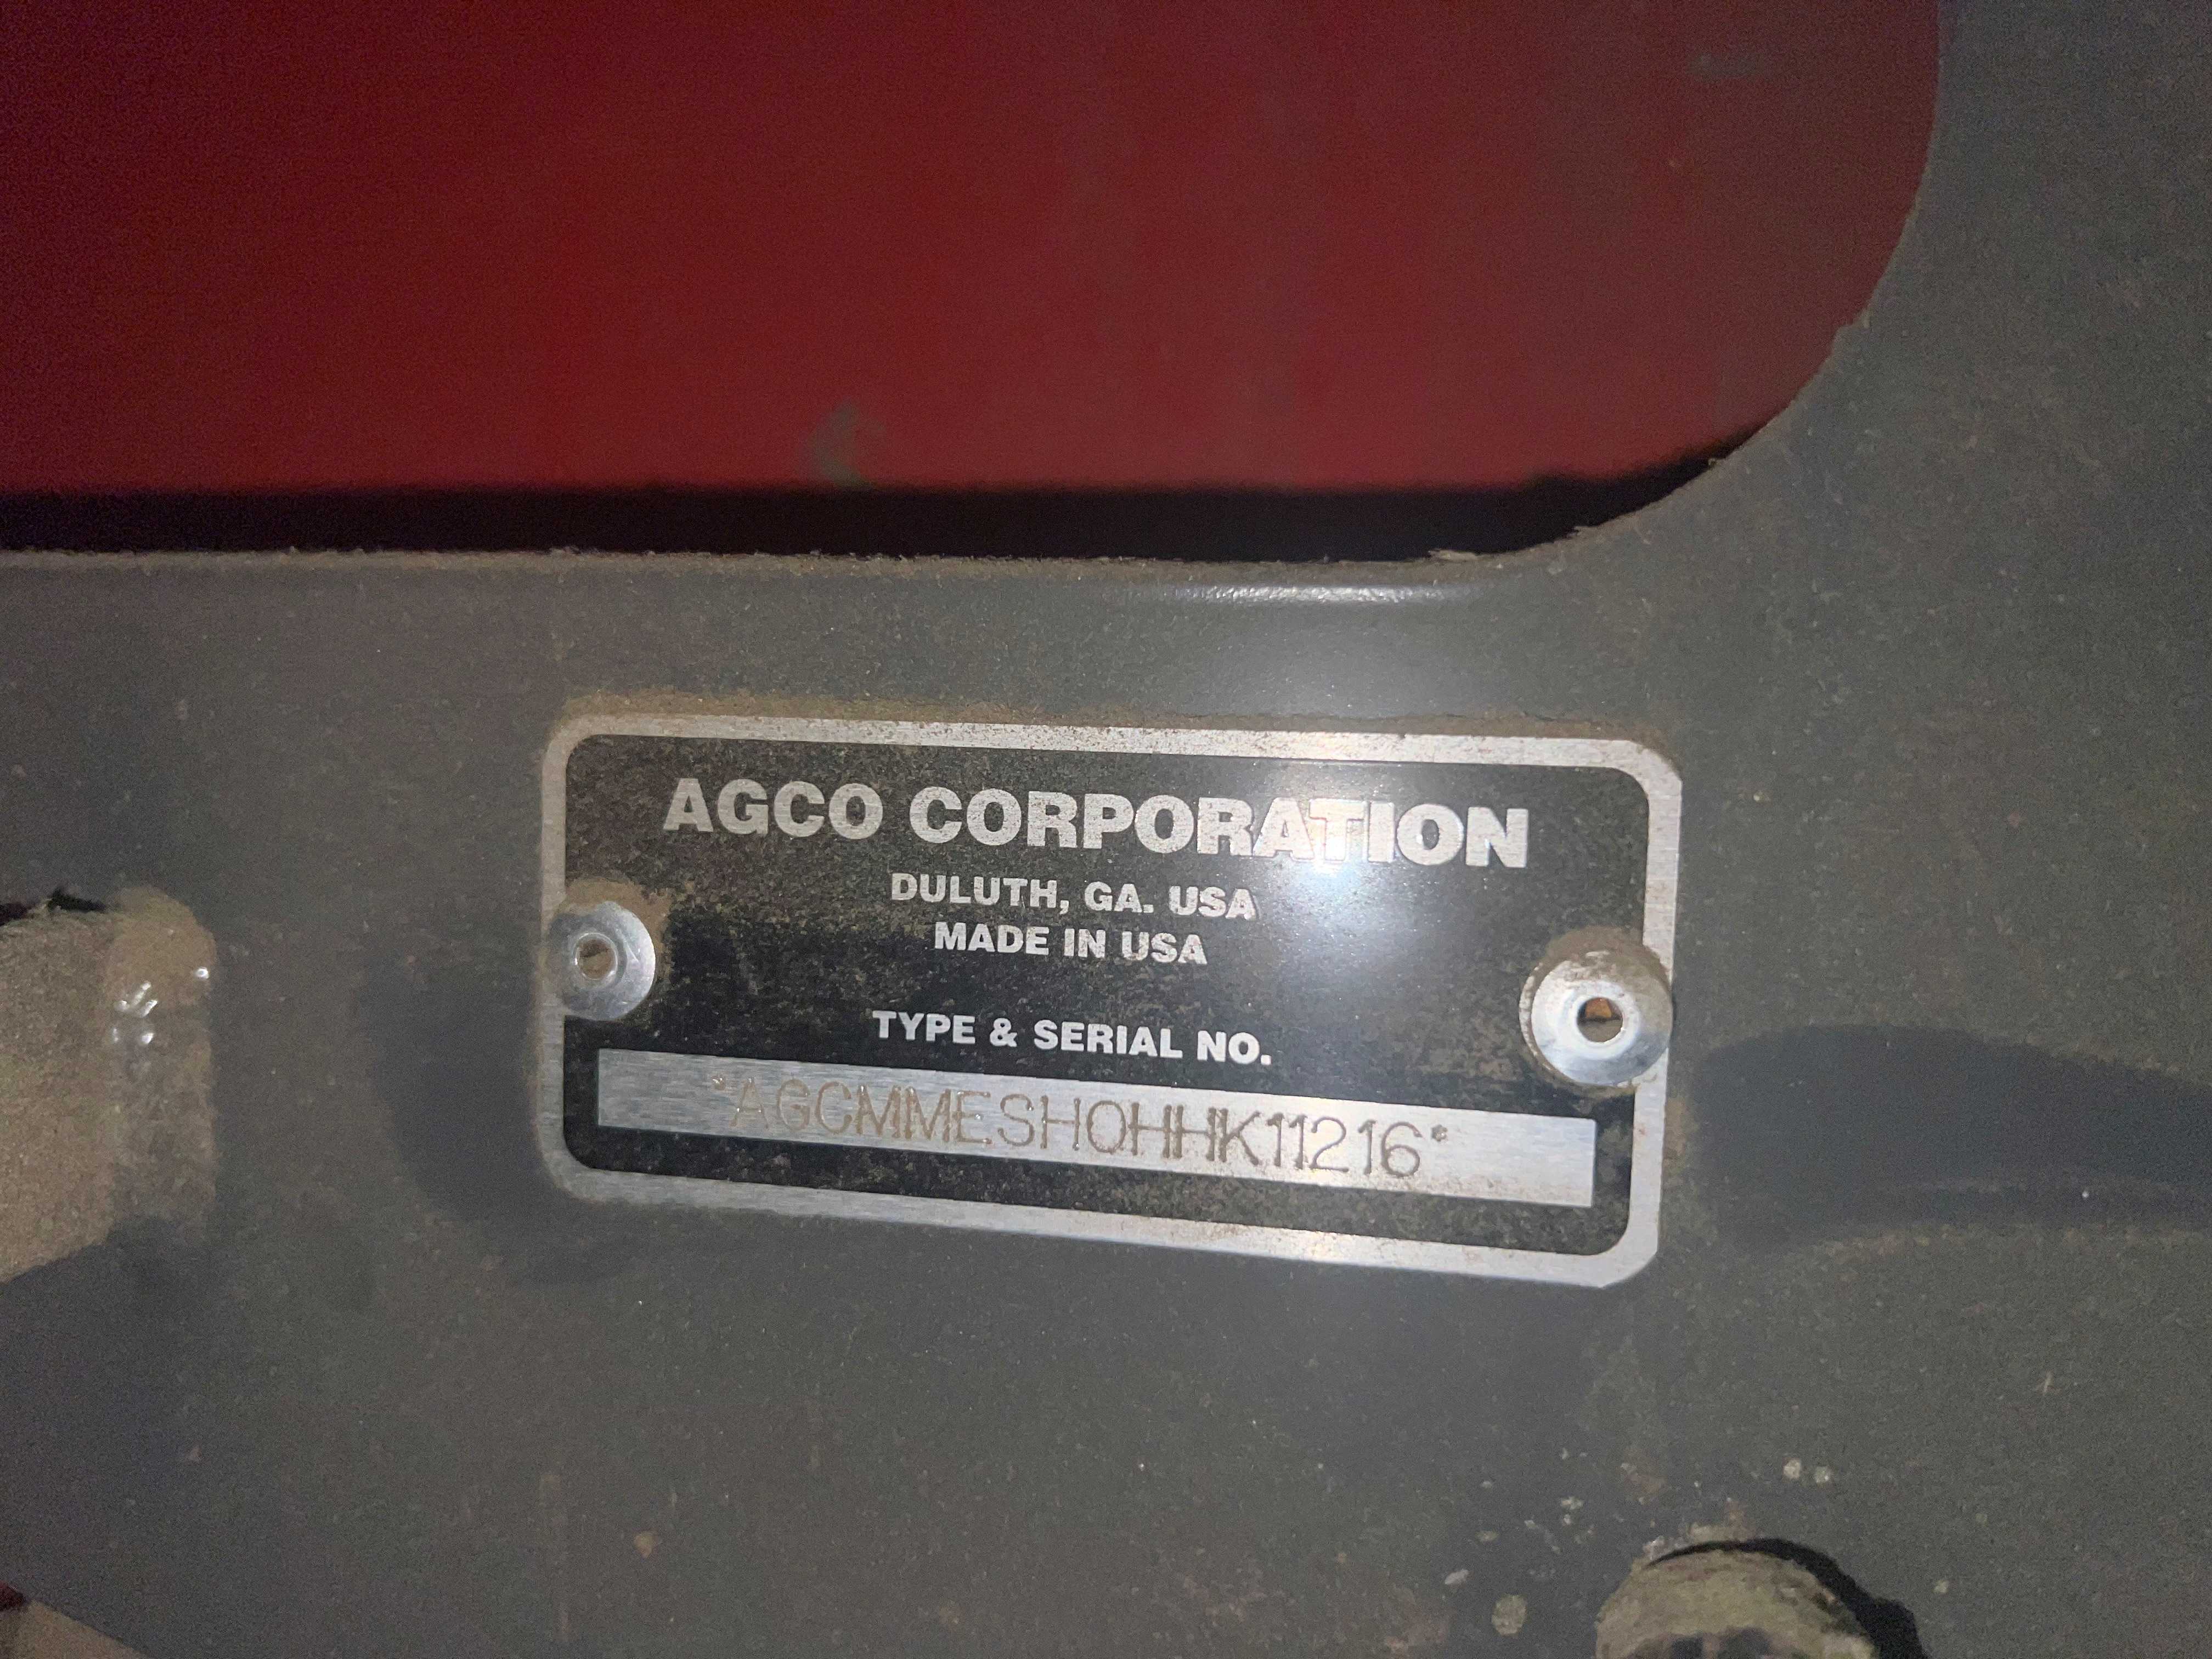 AGCO CORPORATION
DULUTH, GA. USA
MADE IN USA
TYPE & SERIAL NO.
*AGCMMESHOHHK11216*